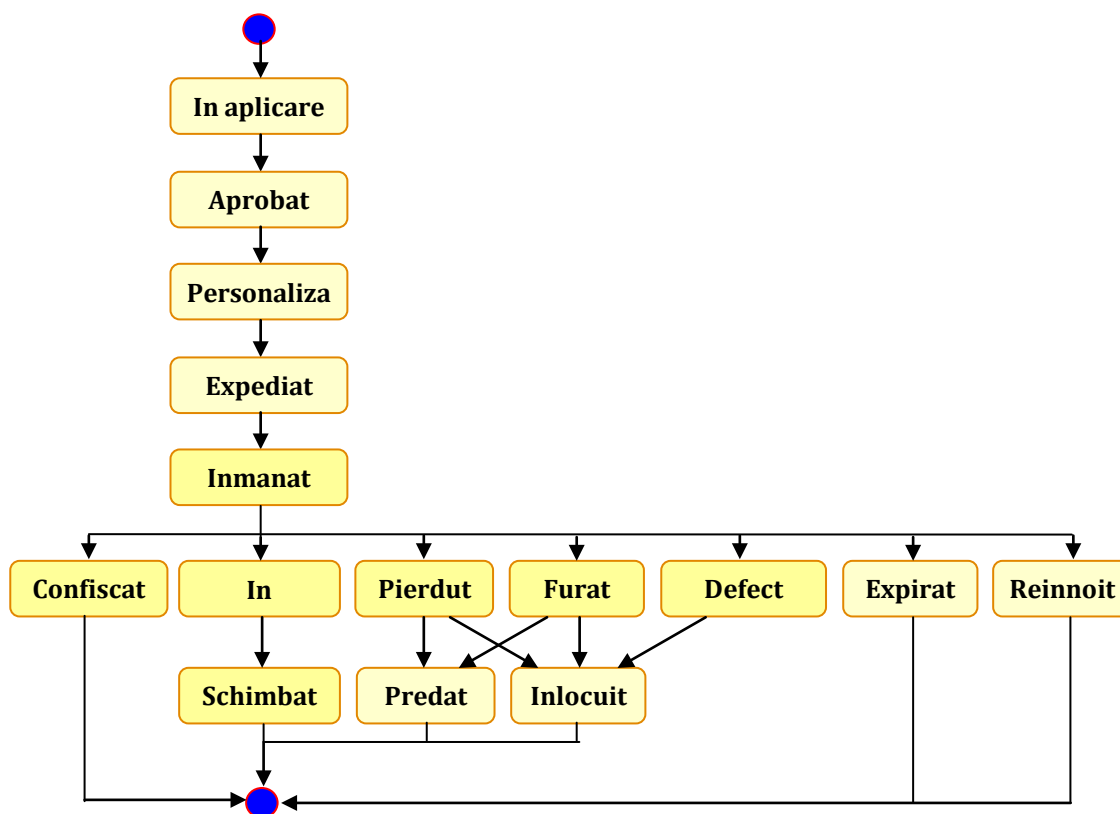 In aplicare
Aprobat
Personaliza
Expediat
Inmanat
Confiscat
In
Pierdut
Furat
Defect
Expirat
Reinnoit
Schimbat
Predat
Inlocuit